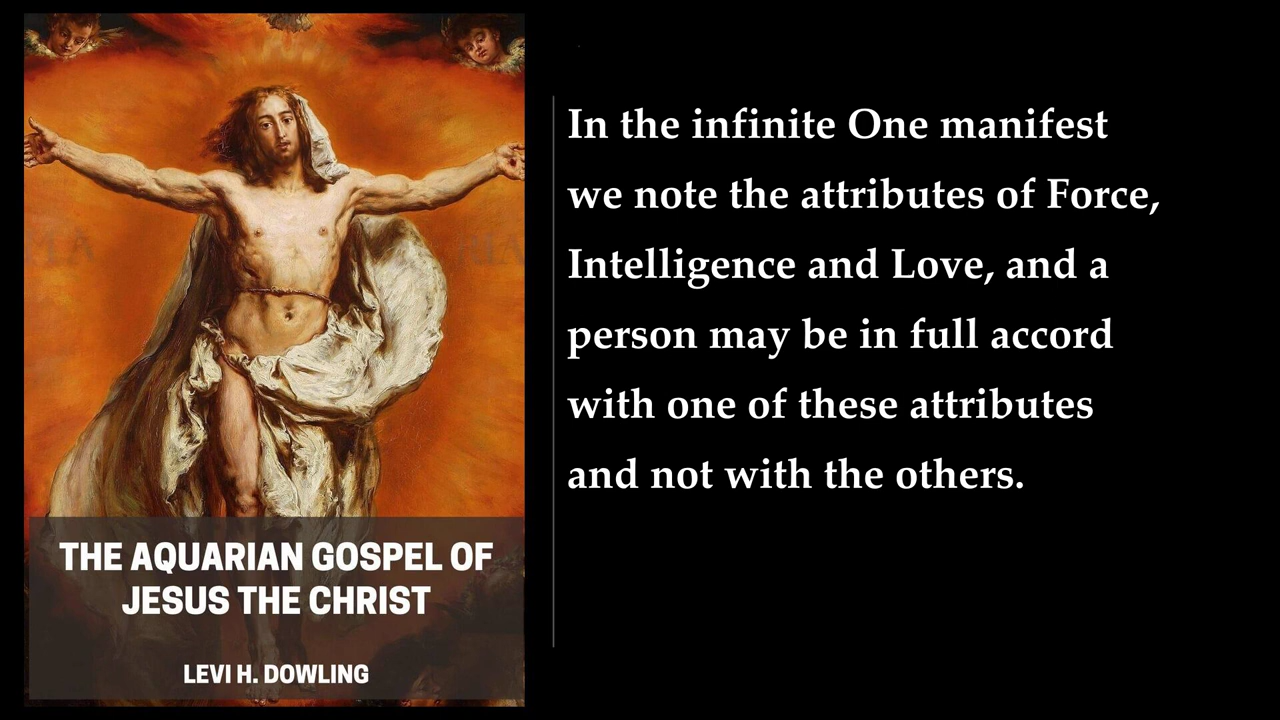 THE AQUARIAN GOSPEL OF
JESUS THE CHRIST
LEVI H. DOWLING
In the infinite One manifest
we note the attributes of Force,
Intelligence and Love, and a
person may be in full accord
with one of these attributes
and not with the others.